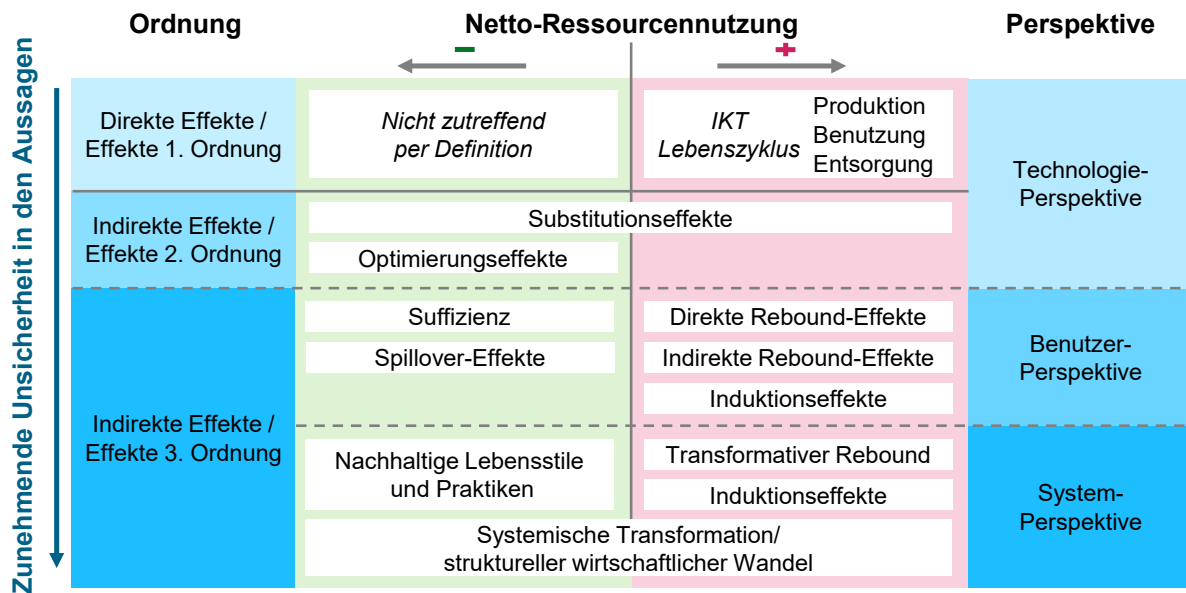 Ordnung
Netto-Ressourcennutzung
Perspektive
−
+
Zunehmende Unsicherheit in den Aussagen
Direkte Effekte /
Effekte 1. Ordnung
Nicht zutreffend
per Definition
IKT
Lebenszyklus
Produktion
Benutzung
Entsorgung
Technologie-
Perspektive
Indirekte Effekte /
Effekte 2. Ordnung
Substitutionseffekte
Optimierungseffekte
Indirekte Effekte /
Effekte 3. Ordnung
Suffizienz
Spillover-Effekte
Direkte Rebound-Effekte
Indirekte Rebound-Effekte
Induktionseffekte
Benutzer-
Perspektive
Nachhaltige Lebensstile
und Praktiken
Transformativer Rebound
Induktionseffekte
Systemische Transformation/
struktureller wirtschaftlicher Wandel
System-
Perspektive